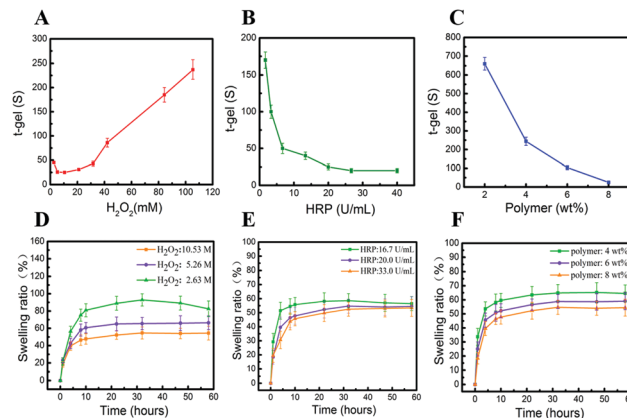 A
B
C
t-gel (S)
300
250
200
150
100
50
0
0 20 40 60 80 100 120
H₂O₂(mM)
t-gel (S)
200
150
100
50
0
0 10 20 30 40
HRP (U/mL)
t-gel (S)
800
700
600
500
400
300
200
100
0
2 4 6 8
Polymer (wt%)
D
E
F
Swelling ratio (%)
160
140
120
100
80
60
40
20
0
H₂O₂:10.53 M
H₂O₂: 5.26 M
H₂O₂: 2.63 M
0 10 20 30 40 50 60
Time (hours)
Swelling ratio (%)
100
90
80
70
60
50
40
30
20
10
0
HRP:16.7 U/mL
HRP:20.0 U/mL
HRP:33.0 U/mL
0 10 20 30 40 50 60
Time (hours)
Swelling ratio (%)
100
90
80
70
60
50
40
30
20
10
0
polymer: 4 wt%
polymer: 6 wt%
polymer: 8 wt%
0 10 20 30 40 50 60
Time (hours)